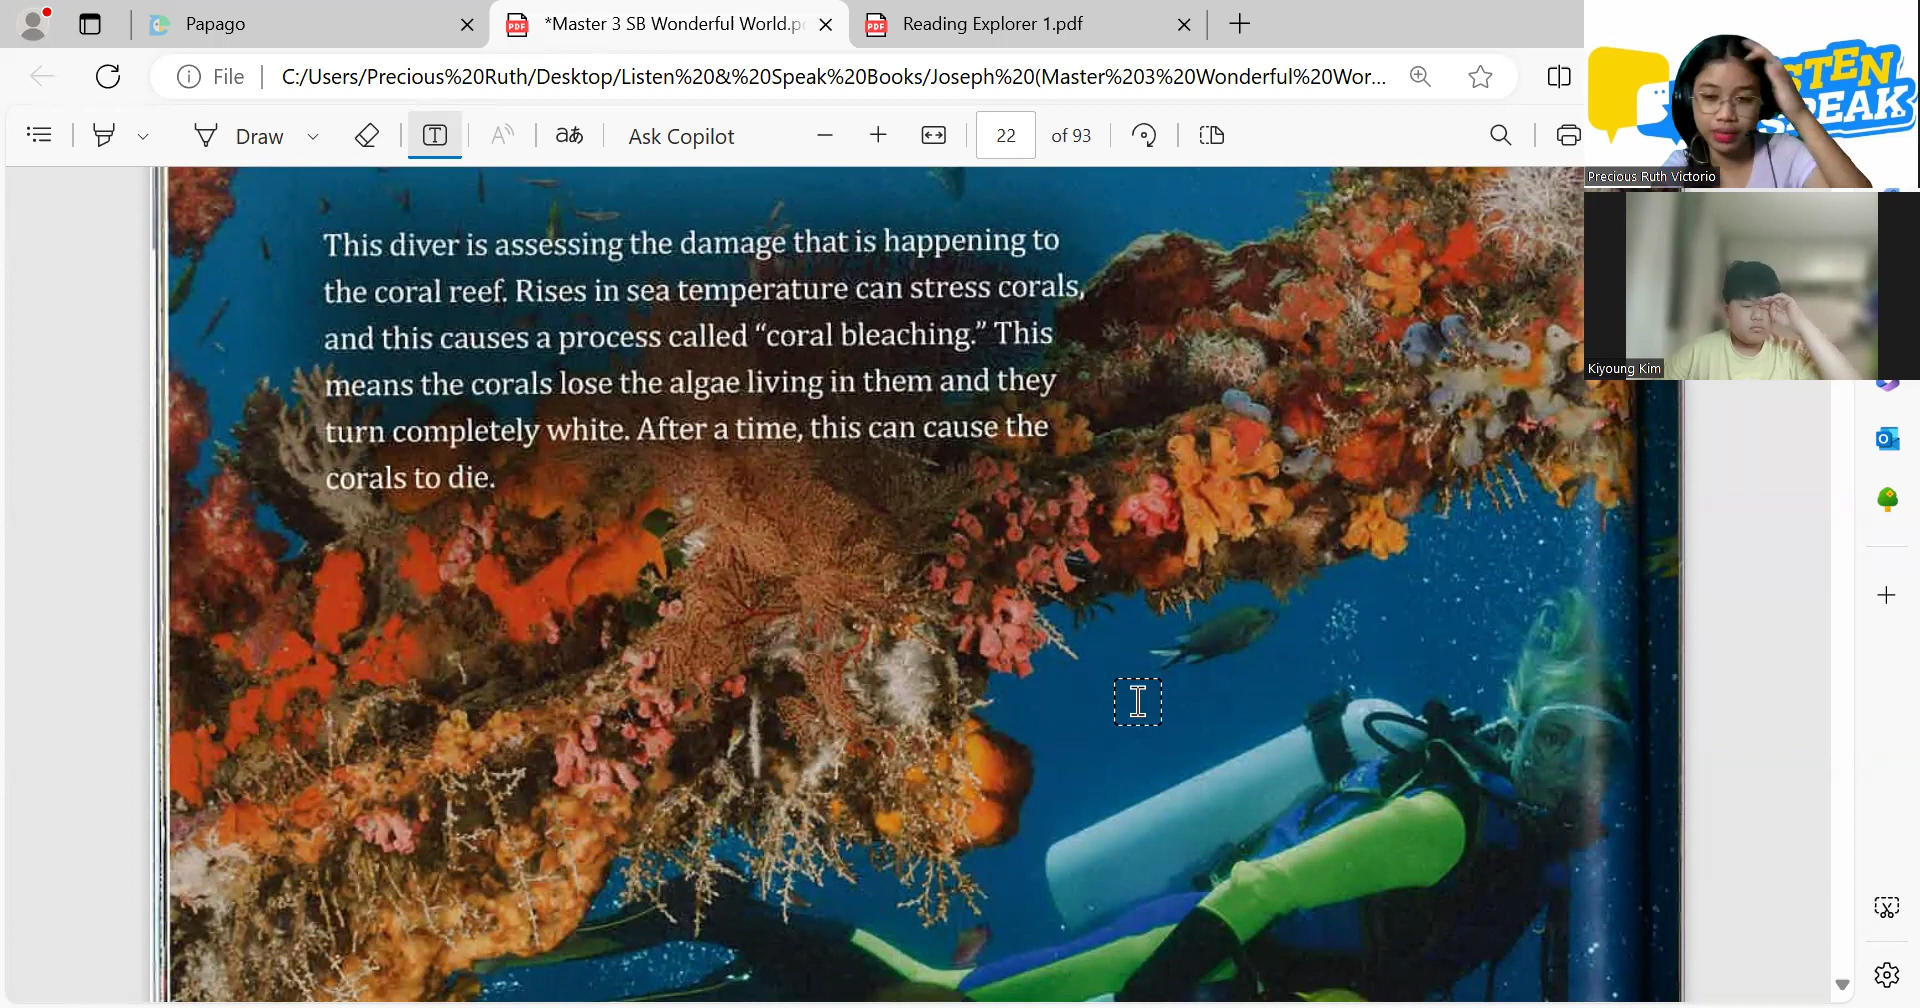 Papago
*Master 3 SB Wonderful World.p
Reading Explorer 1.pdf
File
C:/Users/Precious%20Ruth/Desktop/Listen%20&%20Speak%20Books/Joseph%20(Master%203%20Wonderful%20Wor...
Draw
Ask Copilot
22
of 93
This diver is assessing the damage that is happening to
the coral reef. Rises in sea temperature can stress corals,
and this causes a process called “coral bleaching.” This
means the corals lose the algae living in them and they
turn completely white. After a time, this can cause the
corals to die.
Precious Ruth Victorio
Kiyoung Kim